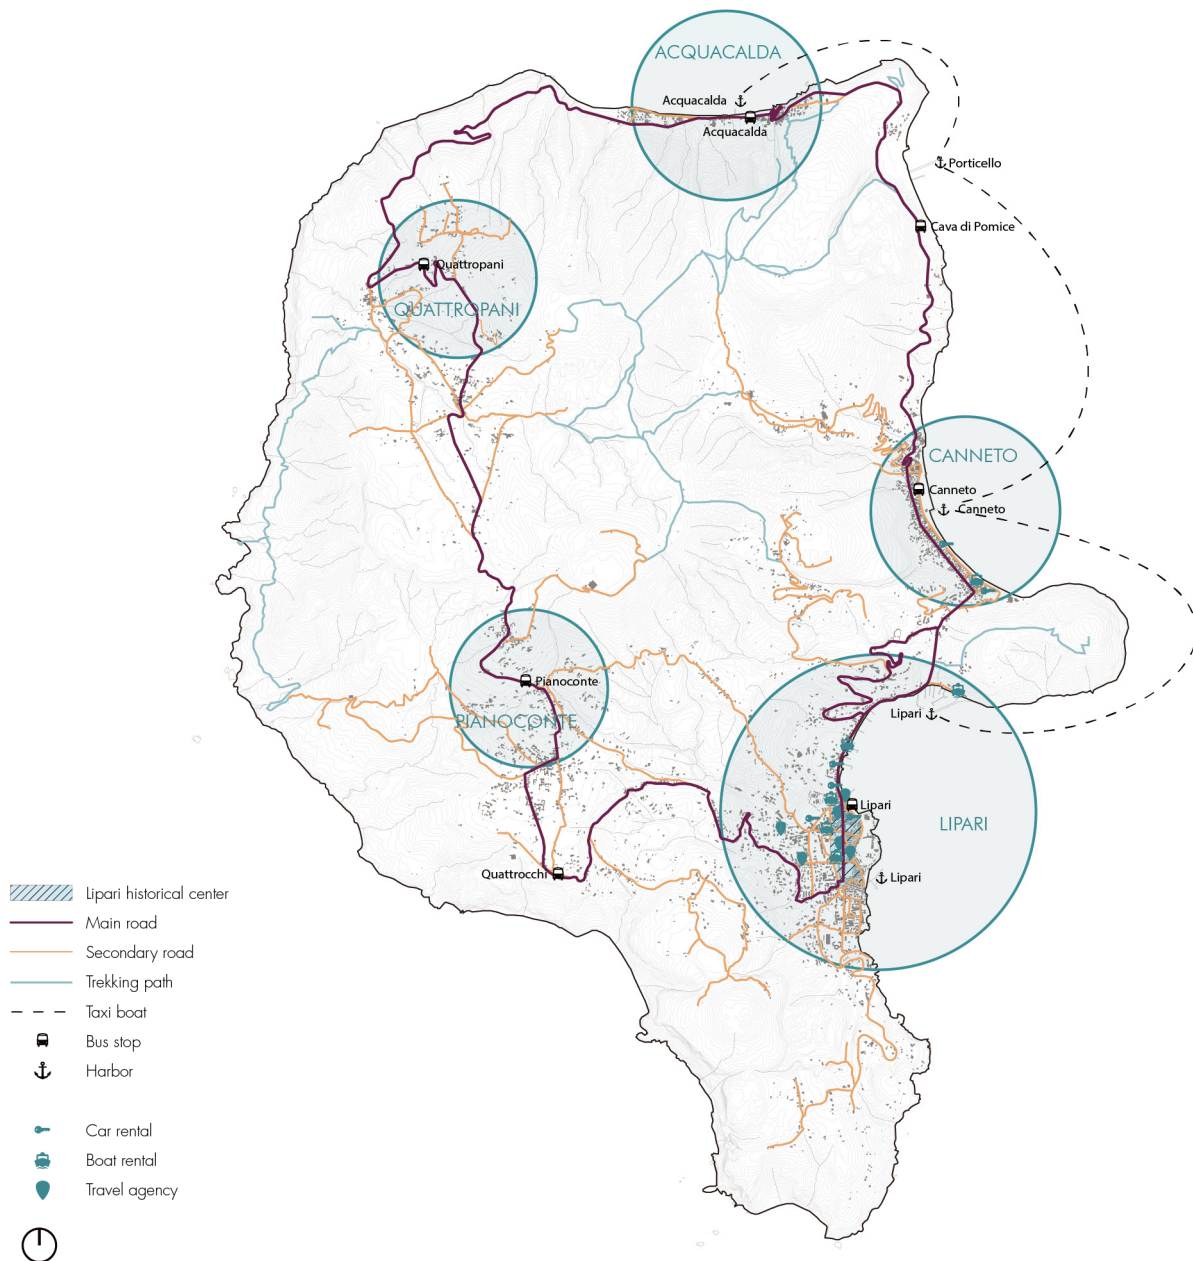 ACQUACALDA
Acquacalda
Acquacalda
Porticello
Cava di Pomice
Quattropani
QUATTROPANI
CANNETO
Canneto
Canneto
Pianoconte
PIANOCONTE
Lipari
Lipari
LIPARI
Quattrocchi
Lipari
Lipari historical center
Main road
Secondary road
Trekking path
Taxi boat
Bus stop
Harbor
Car rental
Boat rental
Travel agency